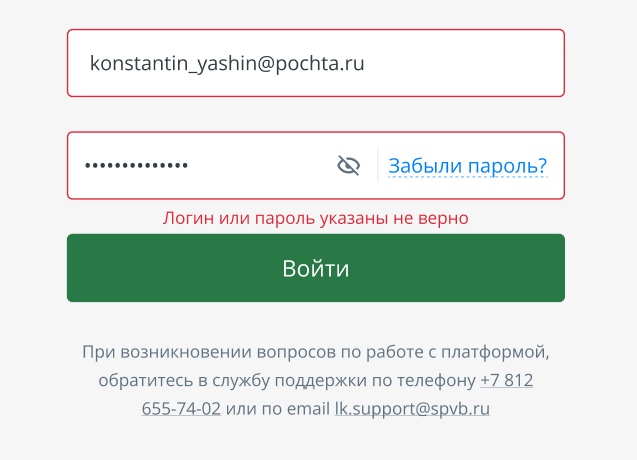 konstantin_yashin@pochta.ru
•••••••••••••• Забыли пароль?
Логин или пароль указаны не верно
Войти
При возникновении вопросов по работе с платформой,
обратитесь в службу поддержки по телефону +7 812
655-74-02 или по email lk.support@spvb.ru